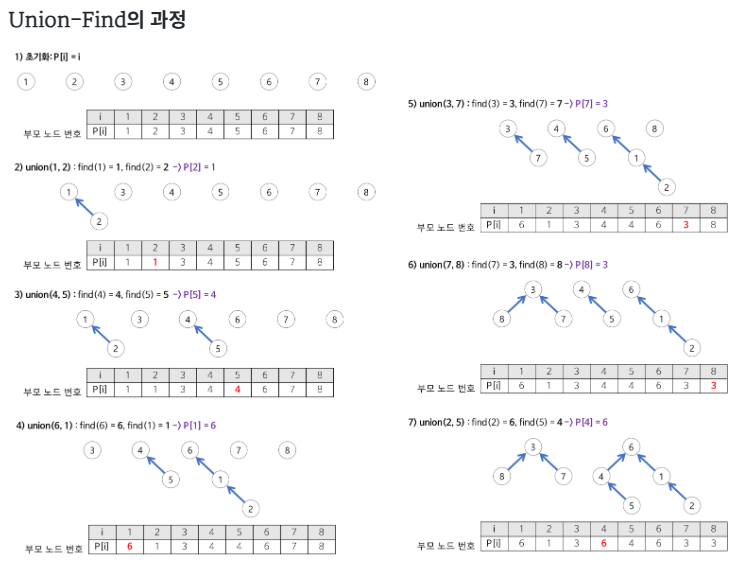 Union-Find의 과정
1) 초기화: P[i] = i
1 2 3 4 5 6 7 8
i 1 2 3 4 5 6 7 8
부모 노드 번호 P[i] 1 2 3 4 5 6 7 8
2) union(1, 2) : find(1) = 1, find(2) = 2 -> P[2] = 1
1 3 4 5 6 7 8
2
i 1 2 3 4 5 6 7 8
부모 노드 번호 P[i] 1 1 3 4 5 6 7 8
3) union(4, 5) : find(4) = 4, find(5) = 5 -> P[5] = 4
1 3 4 6 7 8
2 5
i 1 2 3 4 5 6 7 8
부모 노드 번호 P[i] 1 1 3 4 4 6 7 8
4) union(6, 1) : find(6) = 6, find(1) = 1 -> P[1] = 6
3 4 6 7 8
5 1
2
i 1 2 3 4 5 6 7 8
부모 노드 번호 P[i] 6 1 3 4 4 6 7 8
5) union(3, 7) : find(3) = 3, find(7) = 7 -> P[7] = 3
3 4 6 8
7 5 1
2
i 1 2 3 4 5 6 7 8
부모 노드 번호 P[i] 6 1 3 4 4 6 3 8
6) union(7, 8) : find(7) = 3, find(8) = 8 -> P[8] = 3
3 4 6
8 7 5 1
2
i 1 2 3 4 5 6 7 8
부모 노드 번호 P[i] 6 1 3 4 4 6 3 3
7) union(2, 5) : find(2) = 6, find(5) = 4 -> P[4] = 6
3 6
8 7 4 1
5 2
i 1 2 3 4 5 6 7 8
부모 노드 번호 P[i] 6 1 3 6 4 6 3 3